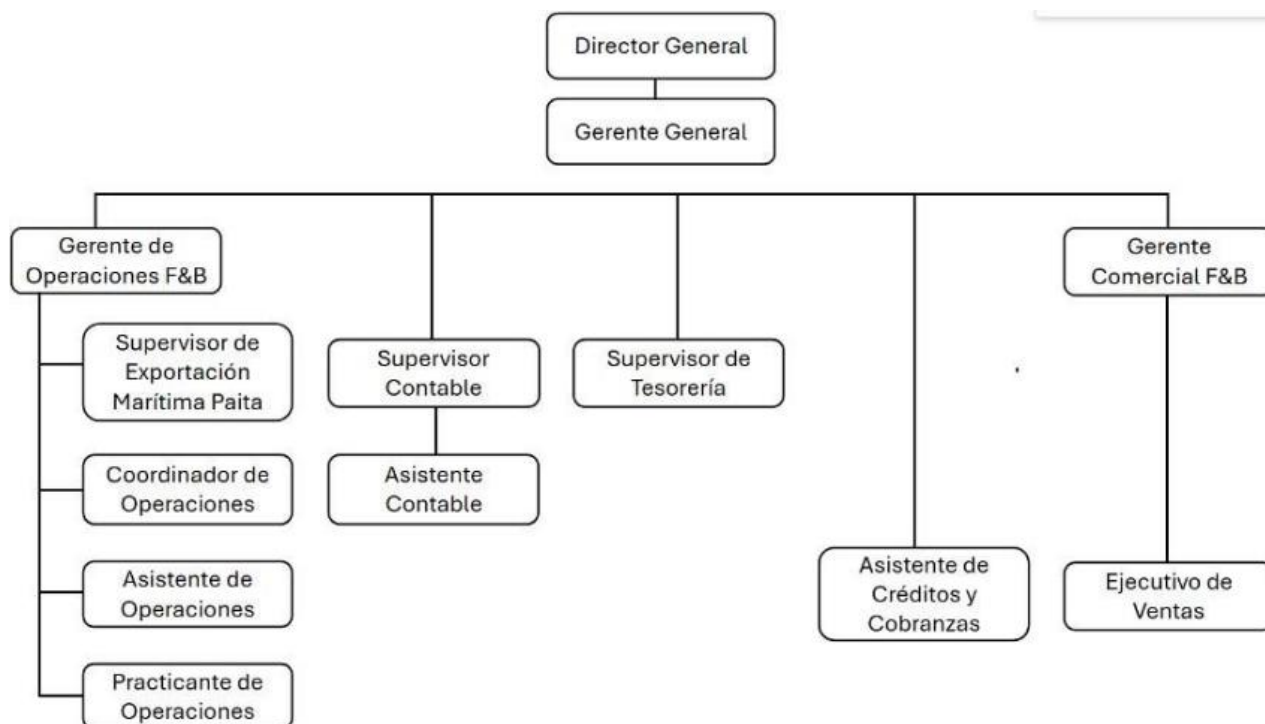 Director General
Gerente General
Gerente de
Operaciones F&B
Gerente
Comercial F&B
Supervisor de
Exportación
Marítima Paita
Supervisor
Contable
Supervisor de
Tesorería
Coordinador de
Operaciones
Asistente
Contable
Asistente de
Operaciones
Asistente de
Créditos y
Cobranzas
Ejecutivo de
Ventas
Practicante de
Operaciones